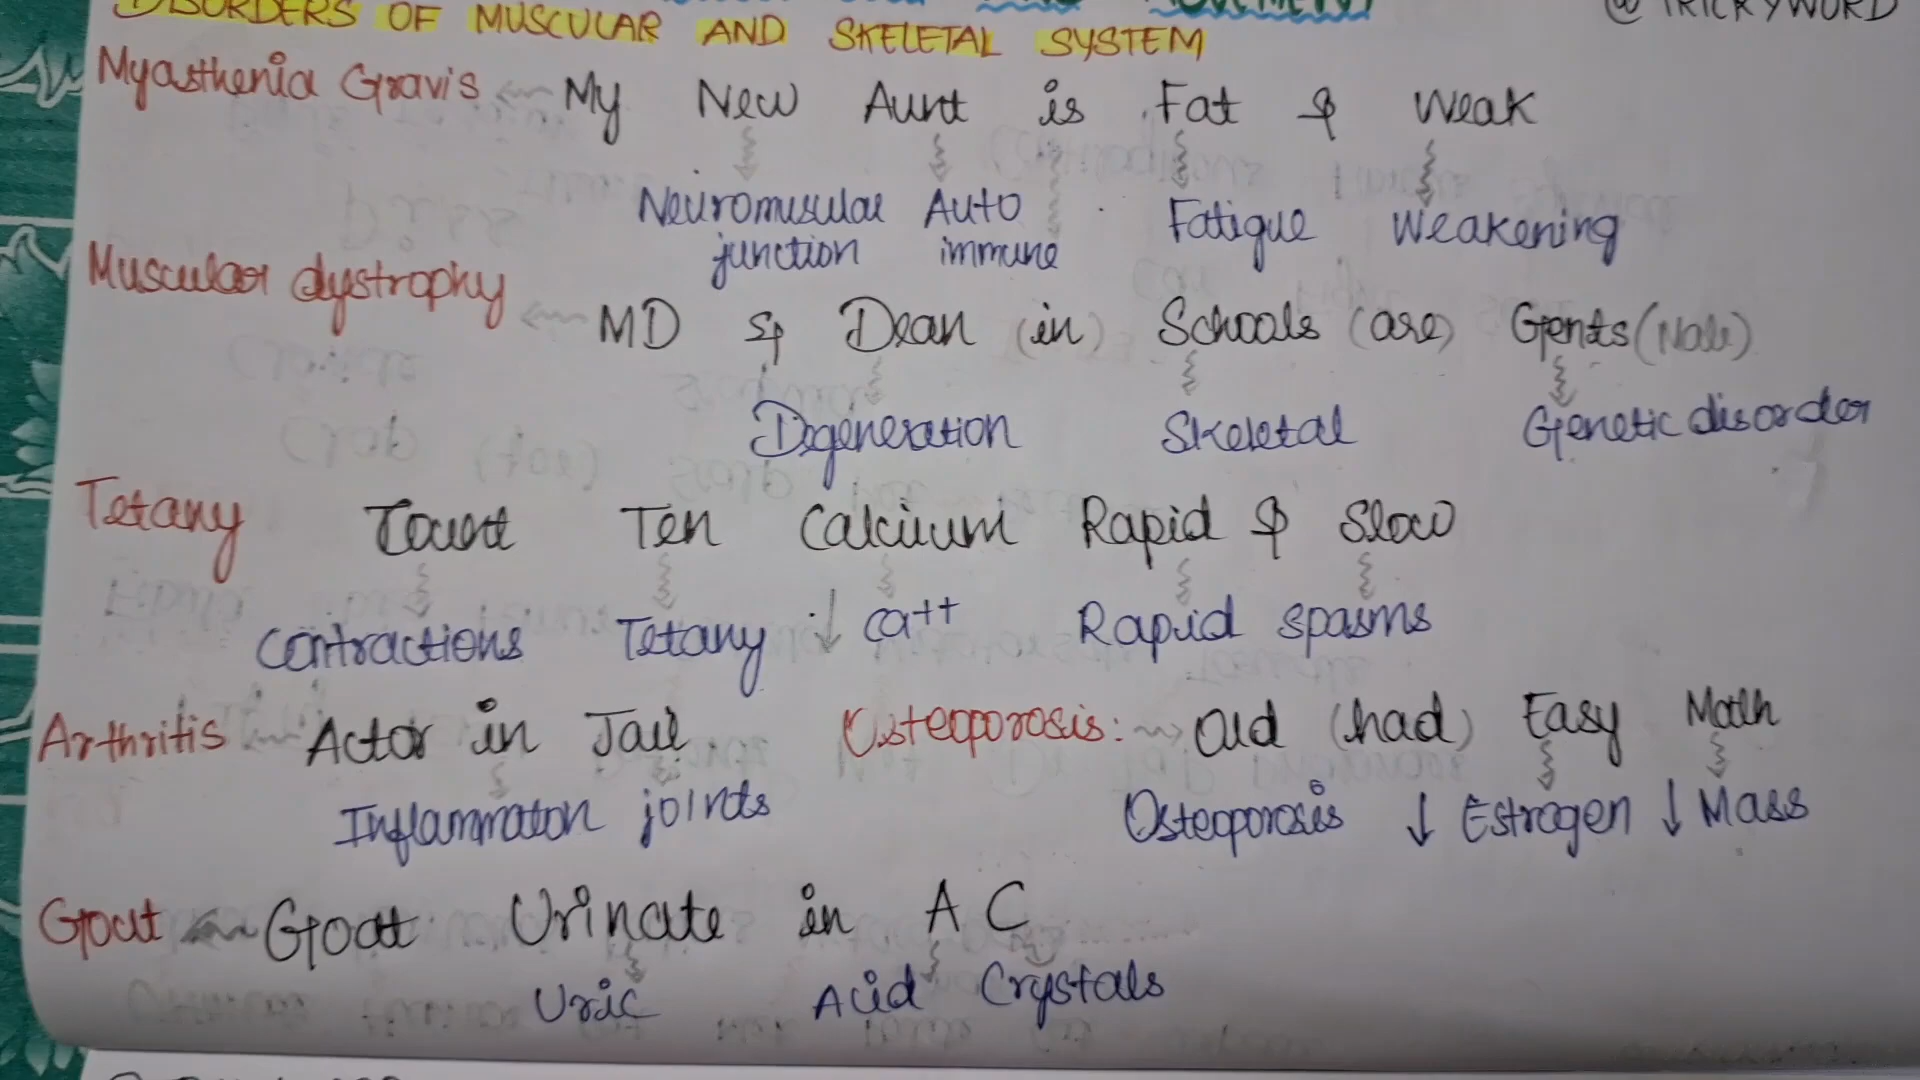 DISORDERS OF MUSCULAR AND SKELETAL SYSTEM
@TRICKYWORD
Myasthenia Gravis My New Aunt is Fat & Weak
Neuromusular Auto Fatigue Weakening
junction immune
Muscular dystrophy MD & Dean (in) Schools (are) Gents (Male)
Degeneration Skeletal Genetic disorder
Tetany Count Ten Calcium Rapid & Slow
contractions Tetany ↓ Ca++ Rapid spasms
Arthritis Actor in Jail Osteoporosis: Old (had) Easy Math
Inflammaton joints Osteoporosis ↓ Estrogen ↓ Mass
Gout Goat Urinate in A C
Uric Acid Crystals